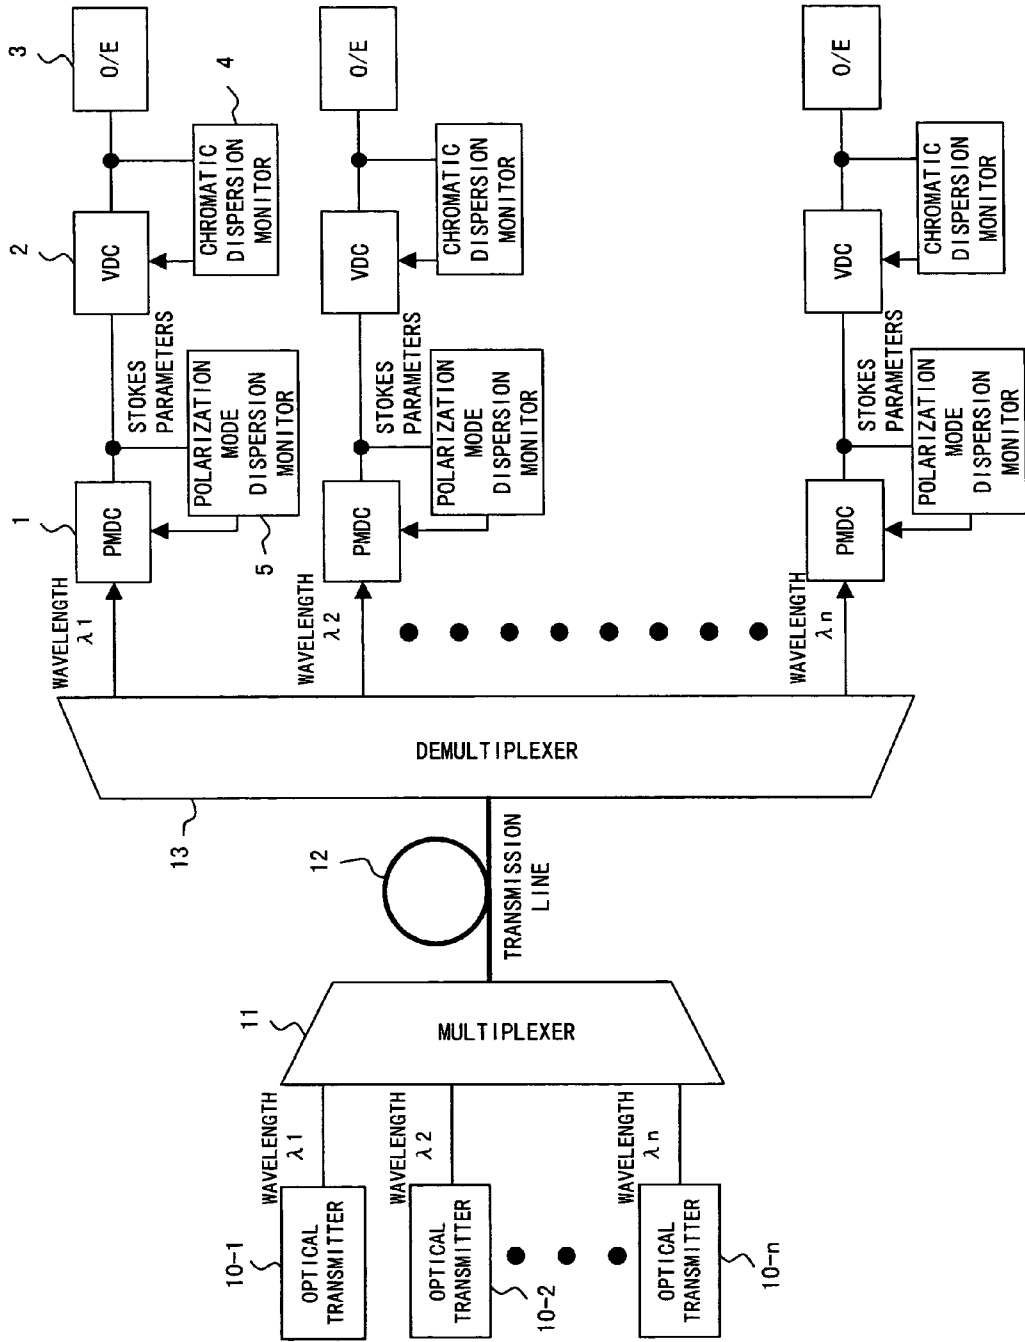 10-1
OPTICAL
TRANSMITTER
WAVELENGTH
λ1
10-2
OPTICAL
TRANSMITTER
WAVELENGTH
λ2
10-n
OPTICAL
TRANSMITTER
WAVELENGTH
λn
11
MULTIPLEXER
12
TRANSMISSION
LINE
13
DEMULTIPLEXER
WAVELENGTH
λ1
1
PMDC
STOKES
PARAMETERS
5
POLARIZATION
MODE
DISPERSION
MONITOR
2
VDC
4
CHROMATIC
DISPERSION
MONITOR
3
O/E
WAVELENGTH
λ2
PMDC
STOKES
PARAMETERS
POLARIZATION
MODE
DISPERSION
MONITOR
VDC
CHROMATIC
DISPERSION
MONITOR
O/E
WAVELENGTH
λn
PMDC
STOKES
PARAMETERS
POLARIZATION
MODE
DISPERSION
MONITOR
VDC
CHROMATIC
DISPERSION
MONITOR
O/E